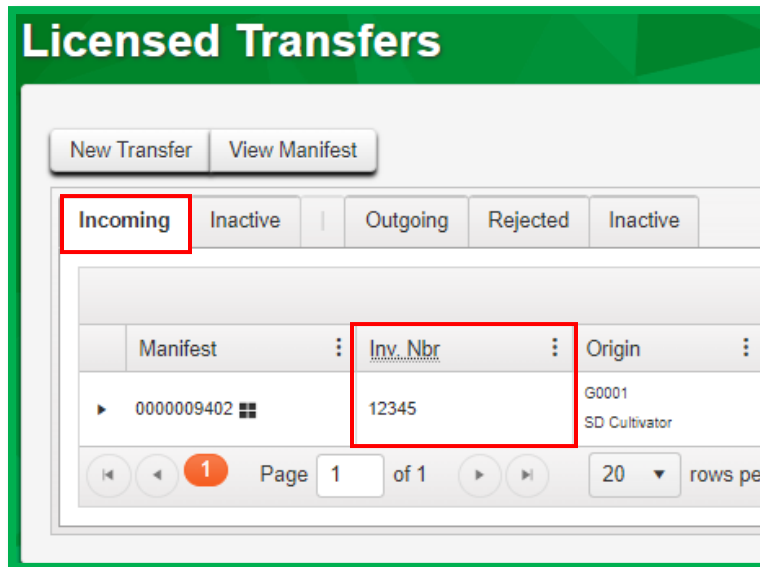 Licensed Transfers
New Transfer View Manifest
Incoming Inactive | Outgoing Rejected Inactive
Manifest Inv. Nbr Origin
0000009402 12345 G0001
SD Cultivator
1 Page 1 of 1 20 rows pe